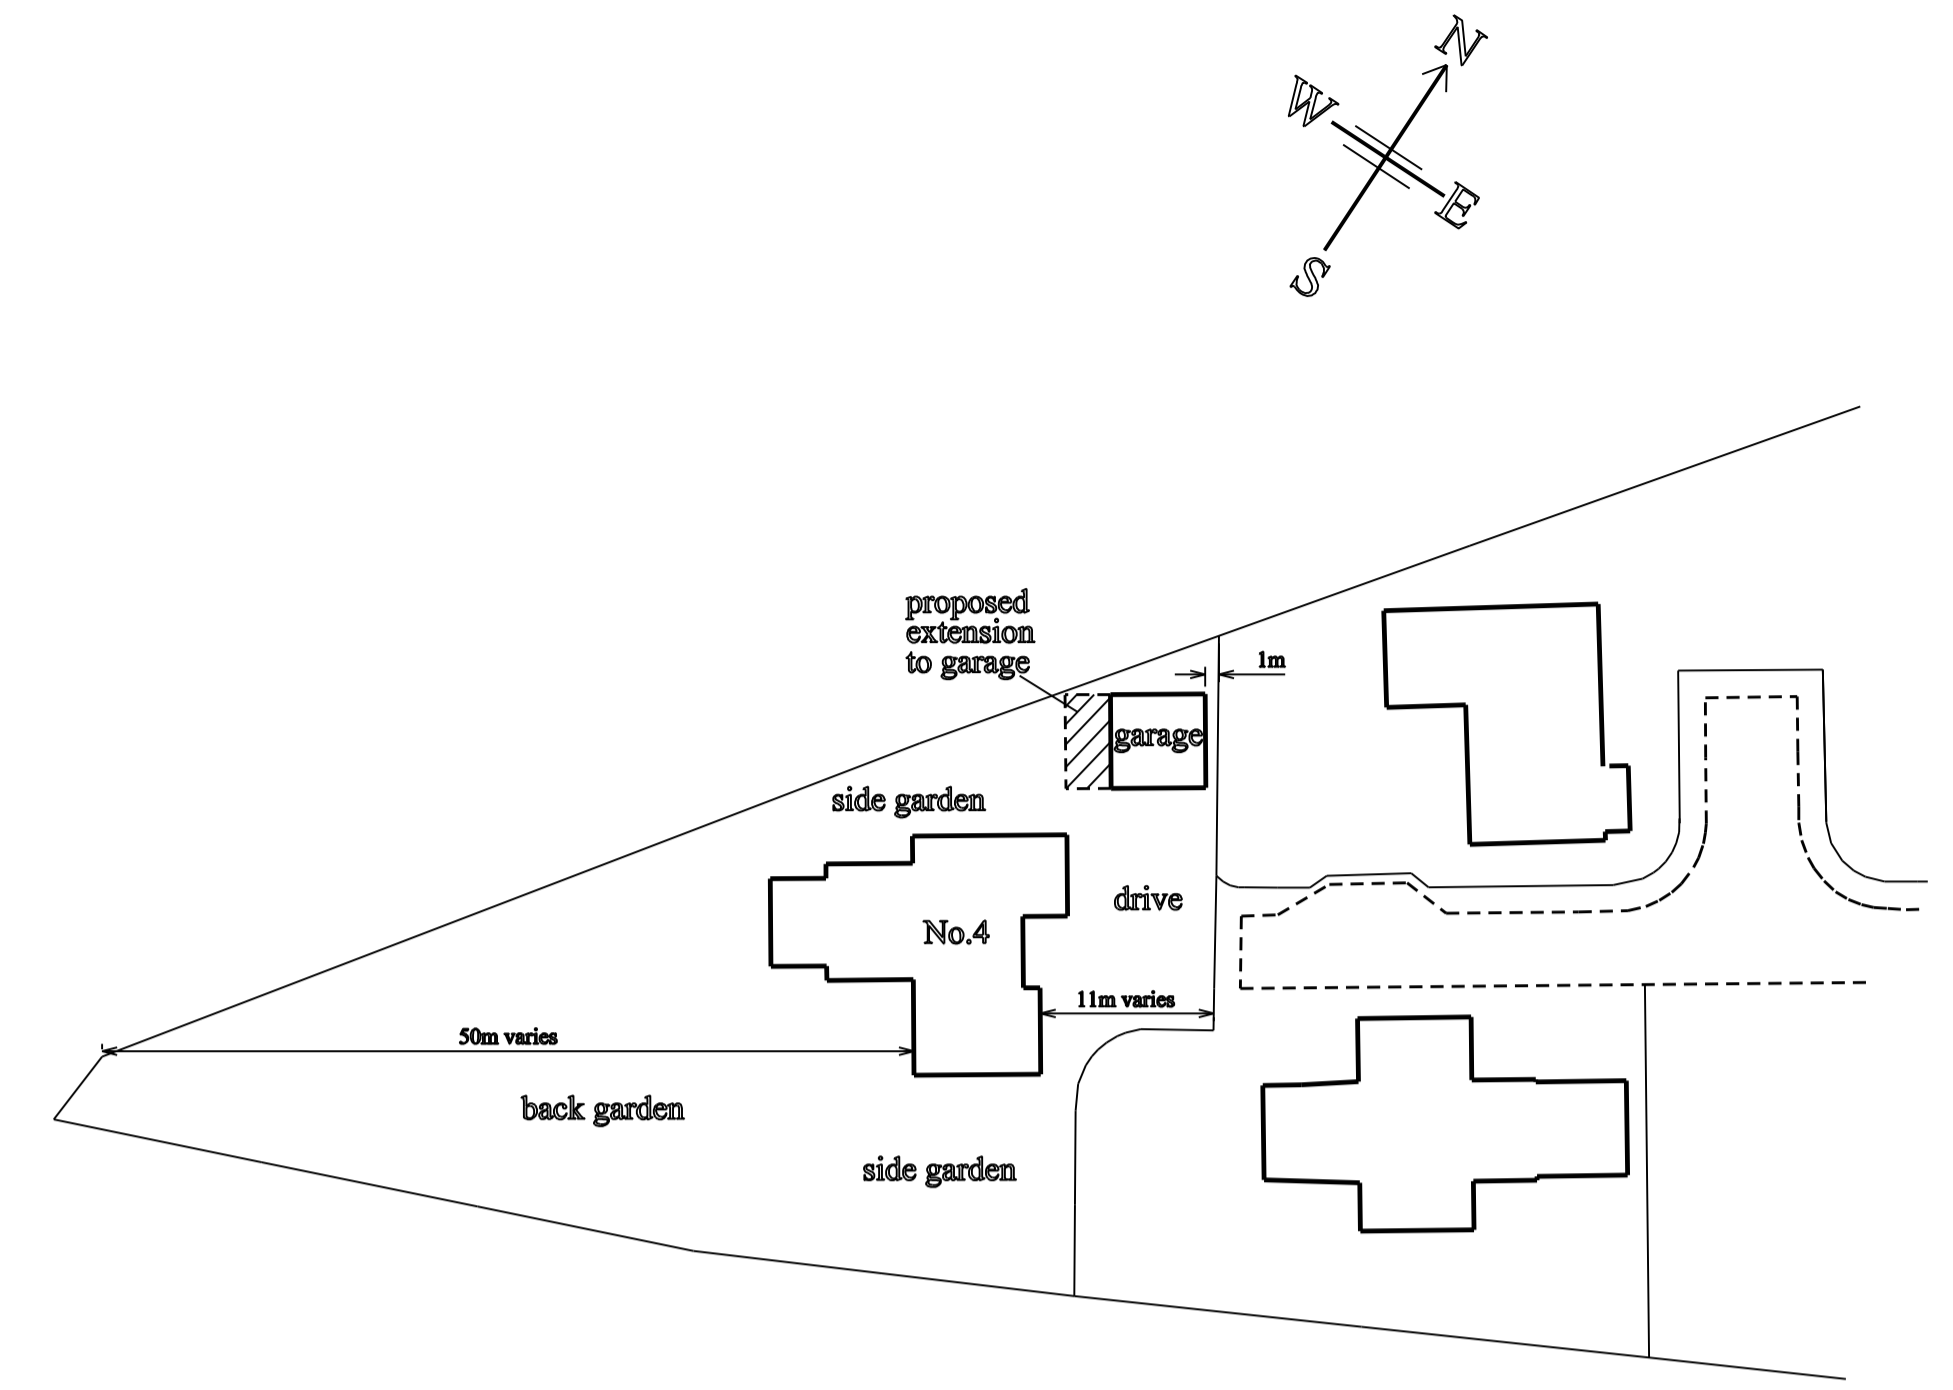 N
W
E
S
proposed
extension
to garage
1m
garage
side garden
drive
No.4
11m varies
50m varies
back garden
side garden